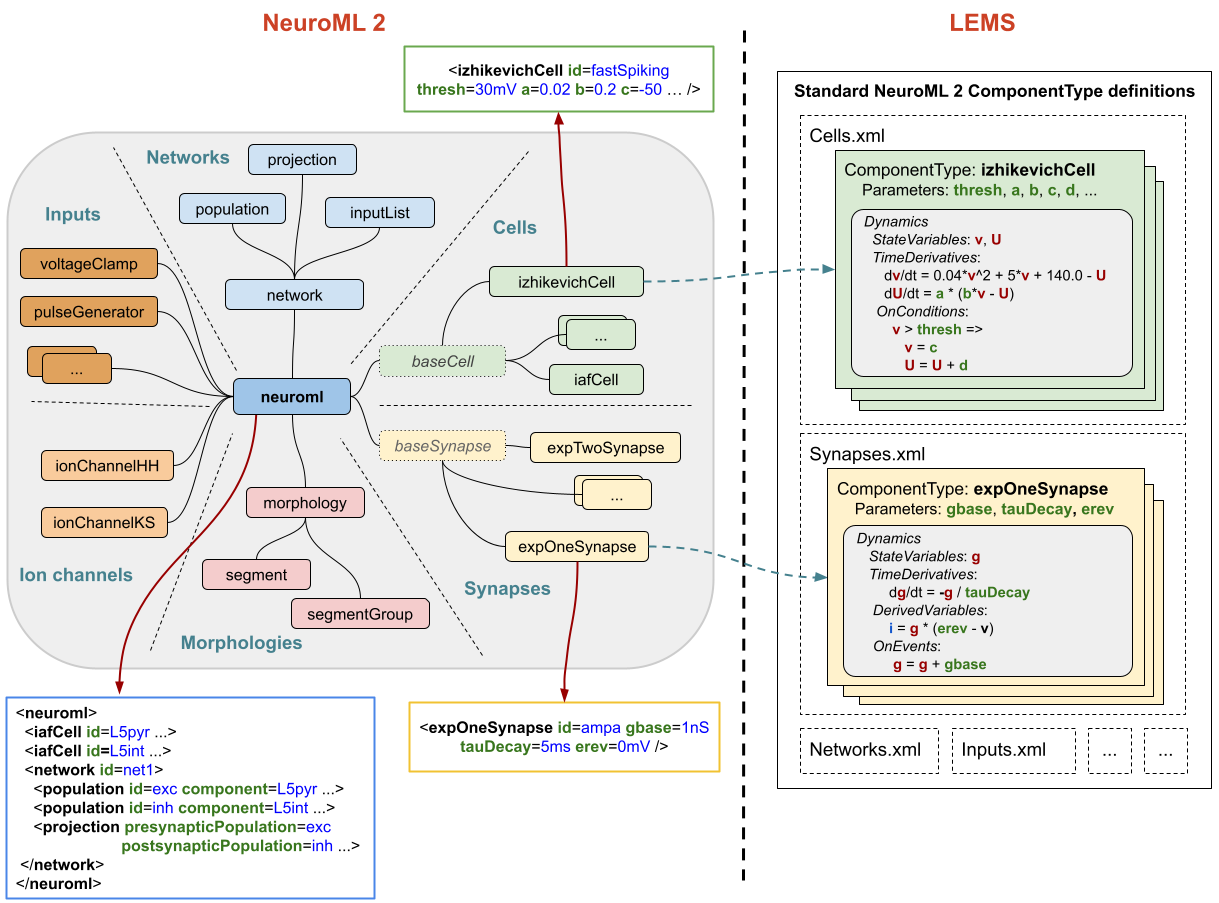 NeuroML 2
LEMS
<izhikevichCell id=fastSpiking
thresh=30mV a=0.02 b=0.2 c=-50 … />
Networks
projection
population
inputList
network
Inputs
voltageClamp
pulseGenerator
...
Cells
izhikevichCell
baseCell
...
iafCell
neuroml
baseSynapse
expTwoSynapse
...
expOneSynapse
Synapses
ionChannelHH
ionChannelKS
Ion channels
morphology
segment
segmentGroup
Morphologies
<neuroml>
<iafCell id=L5pyr ...>
<iafCell id=L5int ...>
<network id=net1>
<population id=exc component=L5pyr ...>
<population id=inh component=L5int ...>
<projection presynapticPopulation=exc
postsynapticPopulation=inh ...>
</network>
</neuroml>
<expOneSynapse id=ampa gbase=1nS
tauDecay=5ms erev=0mV />
Standard NeuroML 2 ComponentType definitions
Cells.xml
ComponentType: izhikevichCell
Parameters: thresh, a, b, c, d, ...
Dynamics
StateVariables: v, U
TimeDerivatives:
dv/dt = 0.04*v^2 + 5*v + 140.0 - U
dU/dt = a * (b*v - U)
OnConditions:
v > thresh =>
v = c
U = U + d
Synapses.xml
ComponentType: expOneSynapse
Parameters: gbase, tauDecay, erev
Dynamics
StateVariables: g
TimeDerivatives:
dg/dt = -g / tauDecay
DerivedVariables:
i = g * (erev - v)
OnEvents:
g = g + gbase
Networks.xml
Inputs.xml
...
...